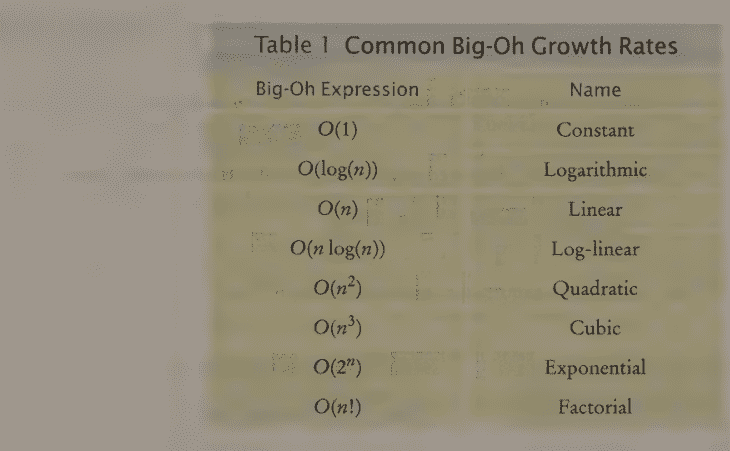 Table 1 Common Big-Oh Growth Rates
Big-Oh Expression Name
O(1) Constant
O(log(n)) Logarithmic
O(n) Linear
O(n log(n)) Log-linear
O(n²) Quadratic
O(n³) Cubic
O(2ⁿ) Exponential
O(n!) Factorial